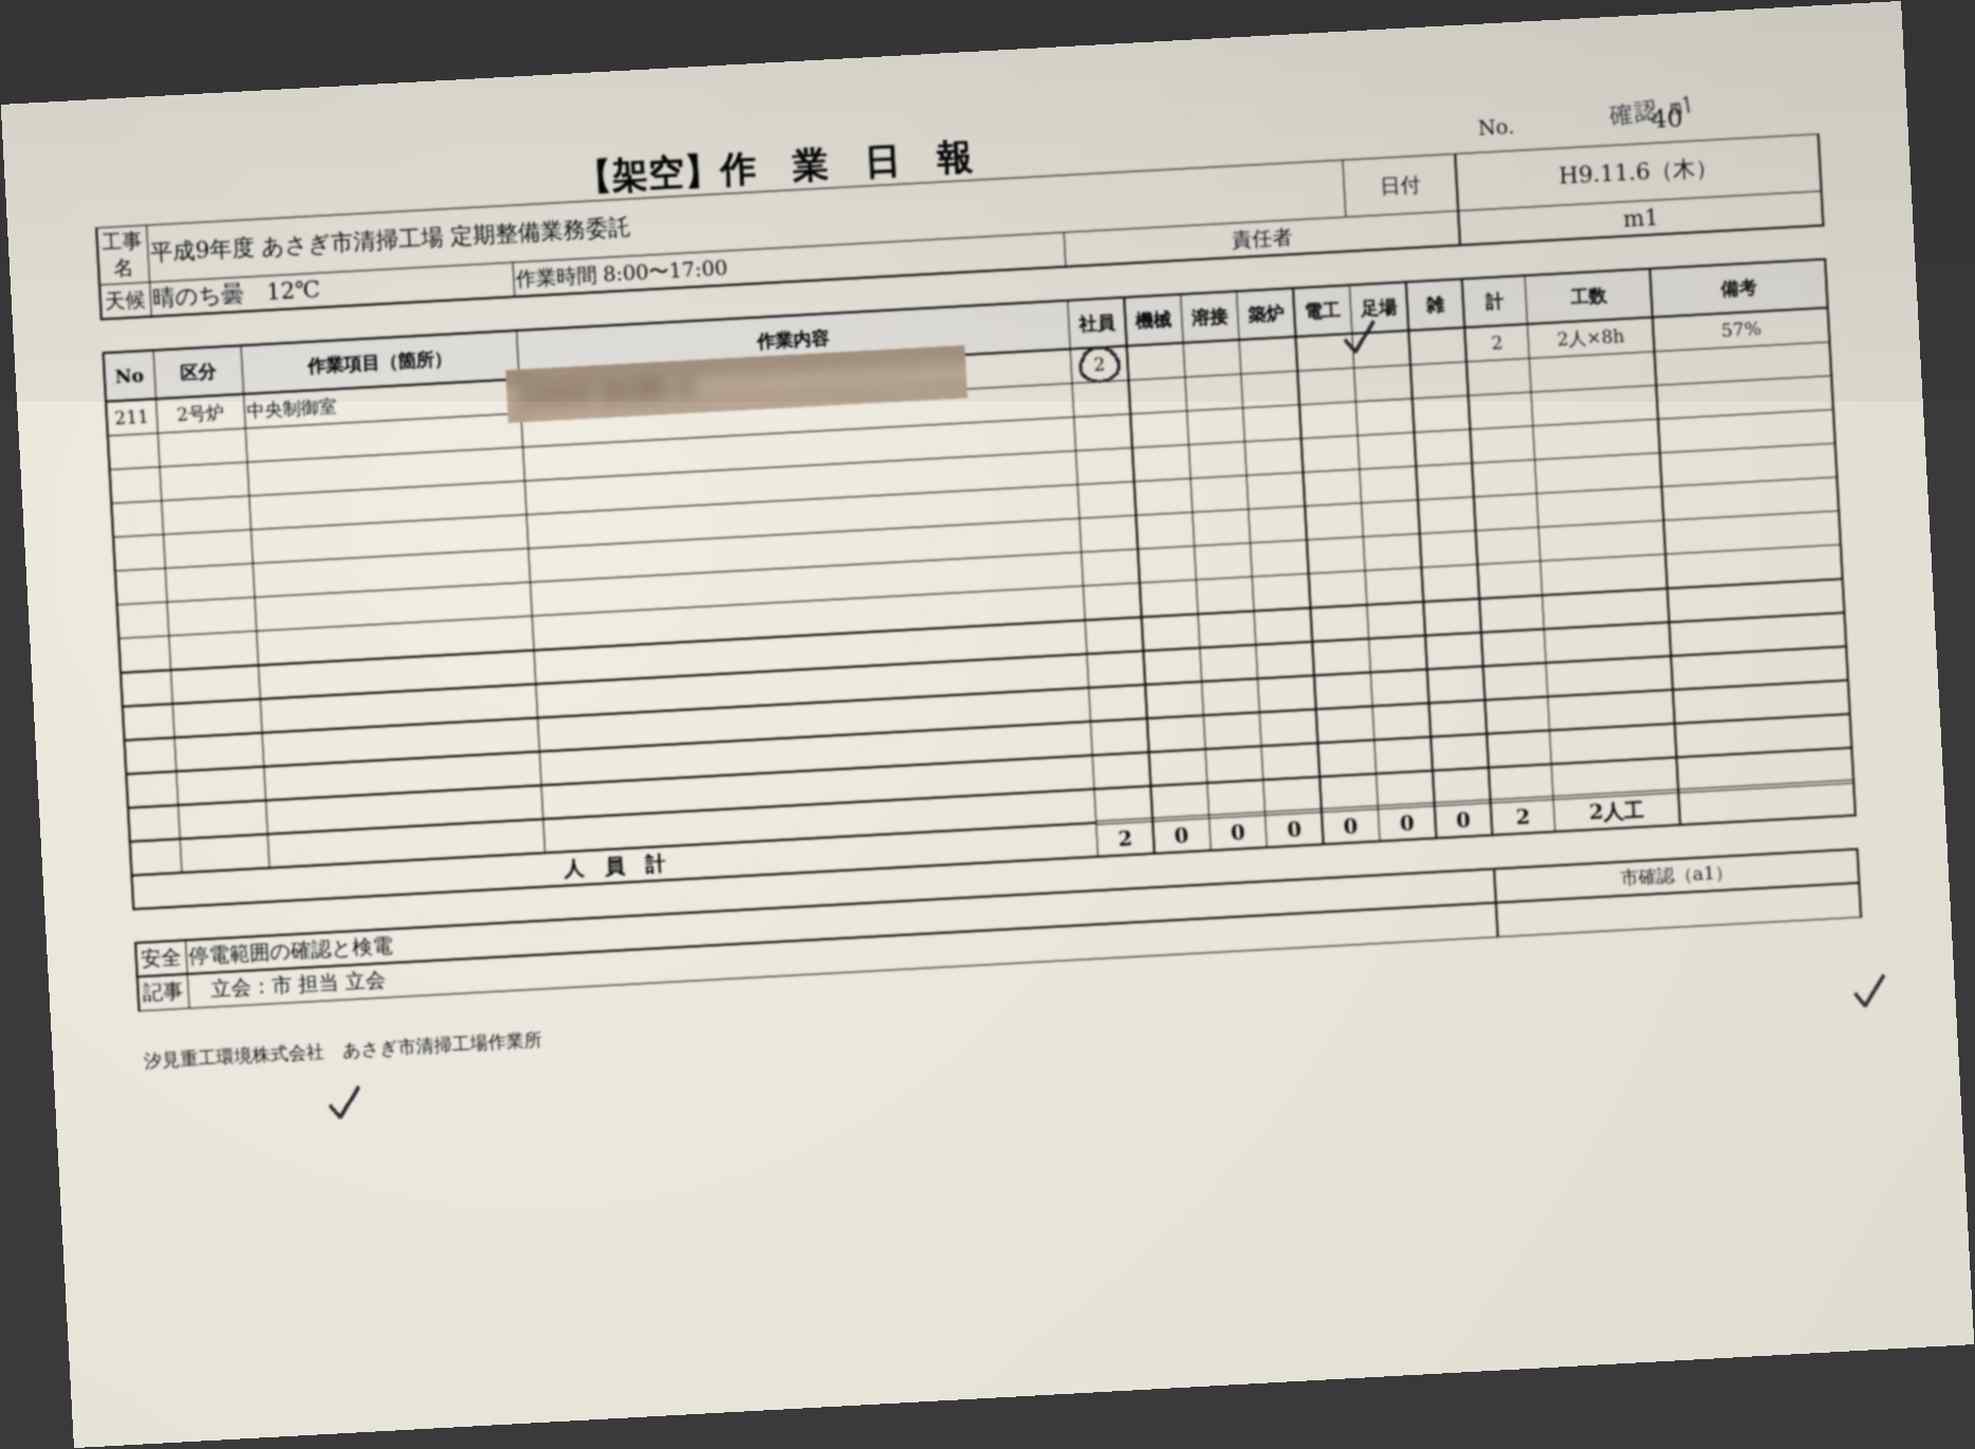 確認 m1
No. 40
【架空】作 業 日 報
工事名 平成9年度 あさぎ市清掃工場 定期整備業務委託 日付 H9.11.6（木）
天候 晴のち曇 12℃ 作業時間 8:00〜17:00 責任者 m1
No 区分 作業項目（箇所） 作業内容 社員 機械 溶接 築炉 電工 足場 雑 計 工数 備考
211 2号炉 中央制御室 2 2 2人×8h 57%
人 員 計 2 0 0 0 0 0 0 2 2人工
安全 停電範囲の確認と検電 市確認（a1）
記事 立会：市 担当 立会
汐見重工環境株式会社 あさぎ市清掃工場作業所